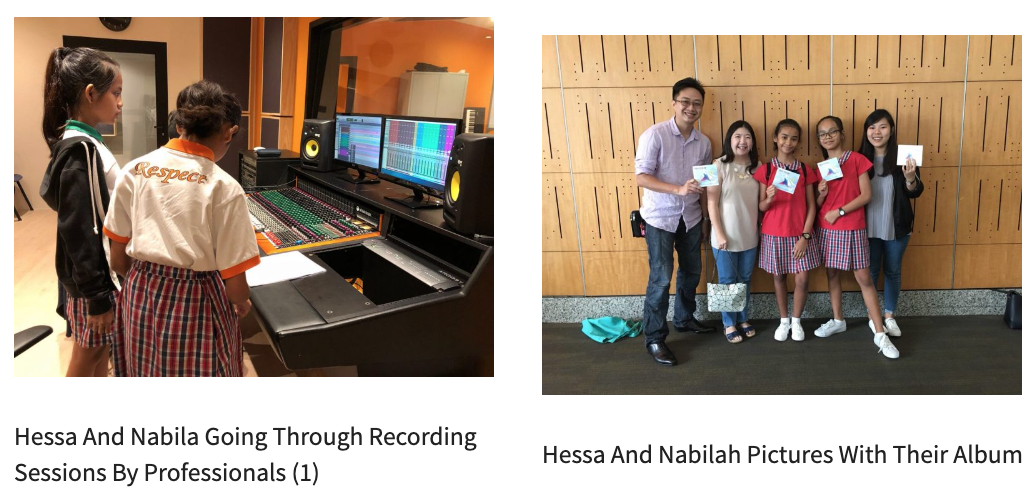 Respect
Hessa And Nabila Going Through Recording
Sessions By Professionals (1)
Hessa And Nabilah Pictures With Their Album